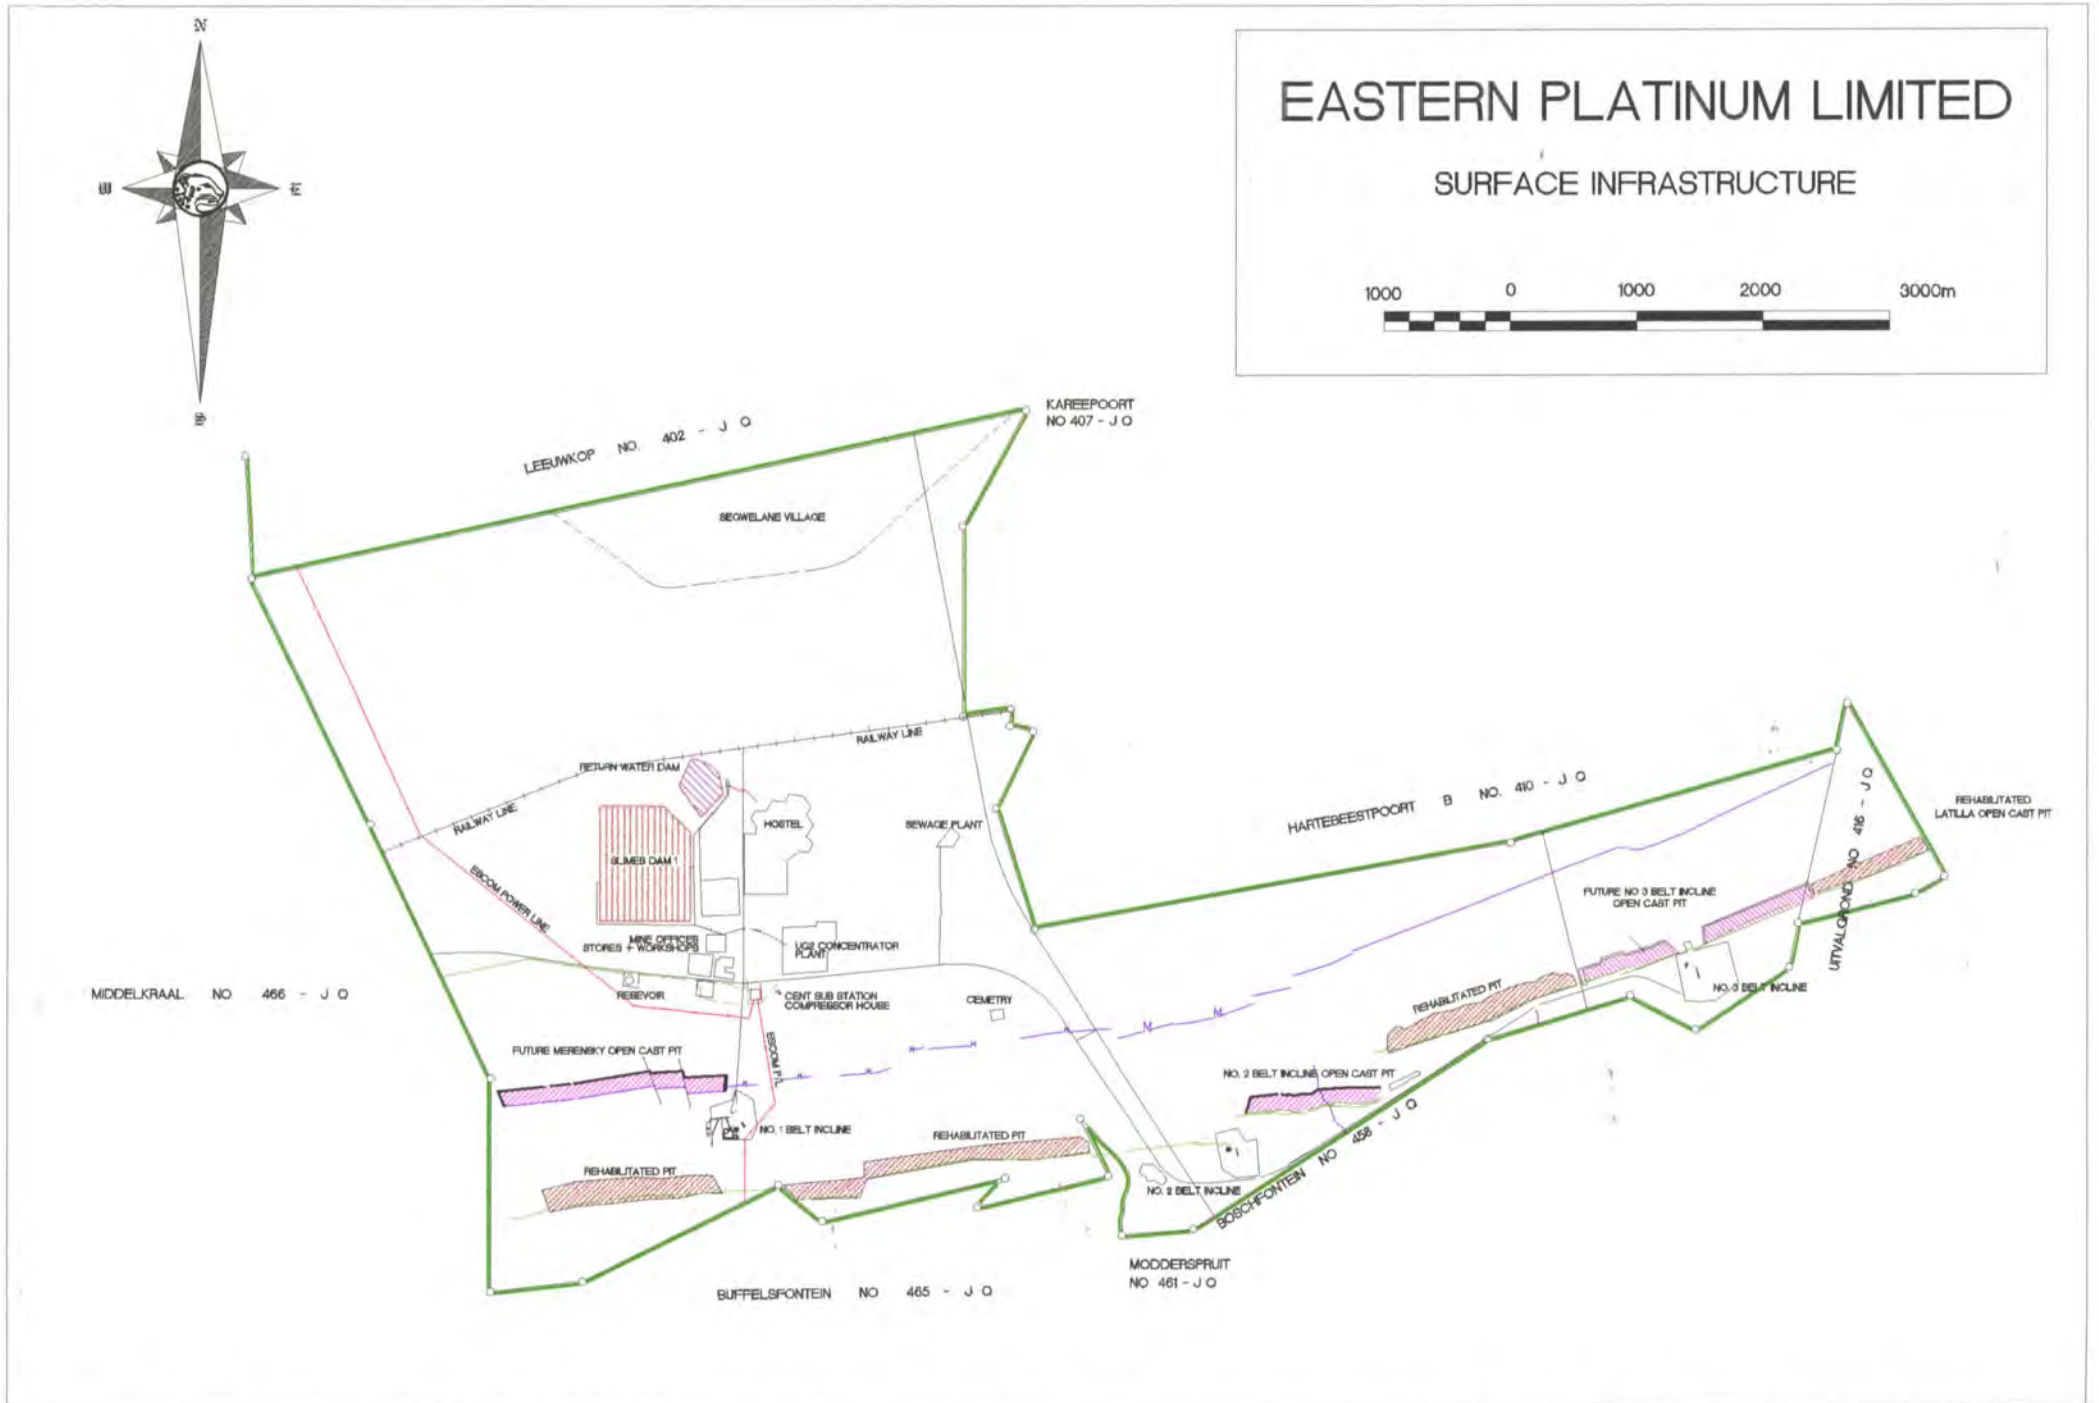 N
E
EASTERN PLATINUM LIMITED
SURFACE INFRASTRUCTURE
1000 0 1000 2000 3000m
KAREEPOORT
NO 407 - J Q
LEEUWKOP NO. 402 - J Q
SEGWELANE VILLAGE
RAILWAY LINE
RETURN WATER DAM
RAILWAY LINE
HOSTEL
SEWAGE PLANT
SLIMES DAM 1
ESCOM POWER LINE
HARTEBEESTPOORT B NO. 410 - J Q
UITVALGROND NO 416 - J Q
REHABILITATED
LATILLA OPEN CAST PIT
FUTURE NO 3 BELT INCLINE
OPEN CAST PIT
MINE OFFICES
STORES + WORKSHOPS
UG2 CONCENTRATOR
PLANT
MIDDELKRAAL NO 466 - J Q
RESEVOIR
CENT SUB STATION
COMPRESSOR HOUSE
CEMETRY
REHABILITATED PIT
NO. 3 BELT INCLINE
M M
FUTURE MERENSKY OPEN CAST PIT
ESCOM P/L
NO. 2 BELT INCLINE OPEN CAST PIT
NO. 1 BELT INCLINE
REHABILITATED PIT
REHABILITATED PIT
NO. 2 BELT INCLINE
BOSCHFONTEIN NO 458 - J Q
MODDERSPRUIT
NO 461 - J Q
BUFFELSFONTEIN NO 465 - J Q